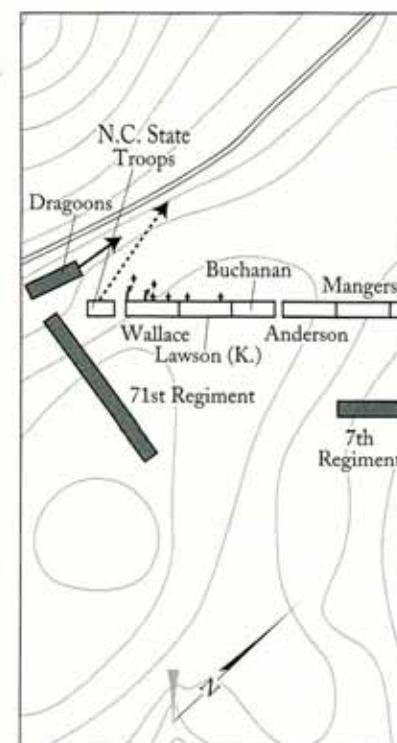 N.C. State
Troops
Dragoons
Buchanan
Mangers
Wallace
Lawson (K.)
Anderson
71st Regiment
7th
Regiment
N